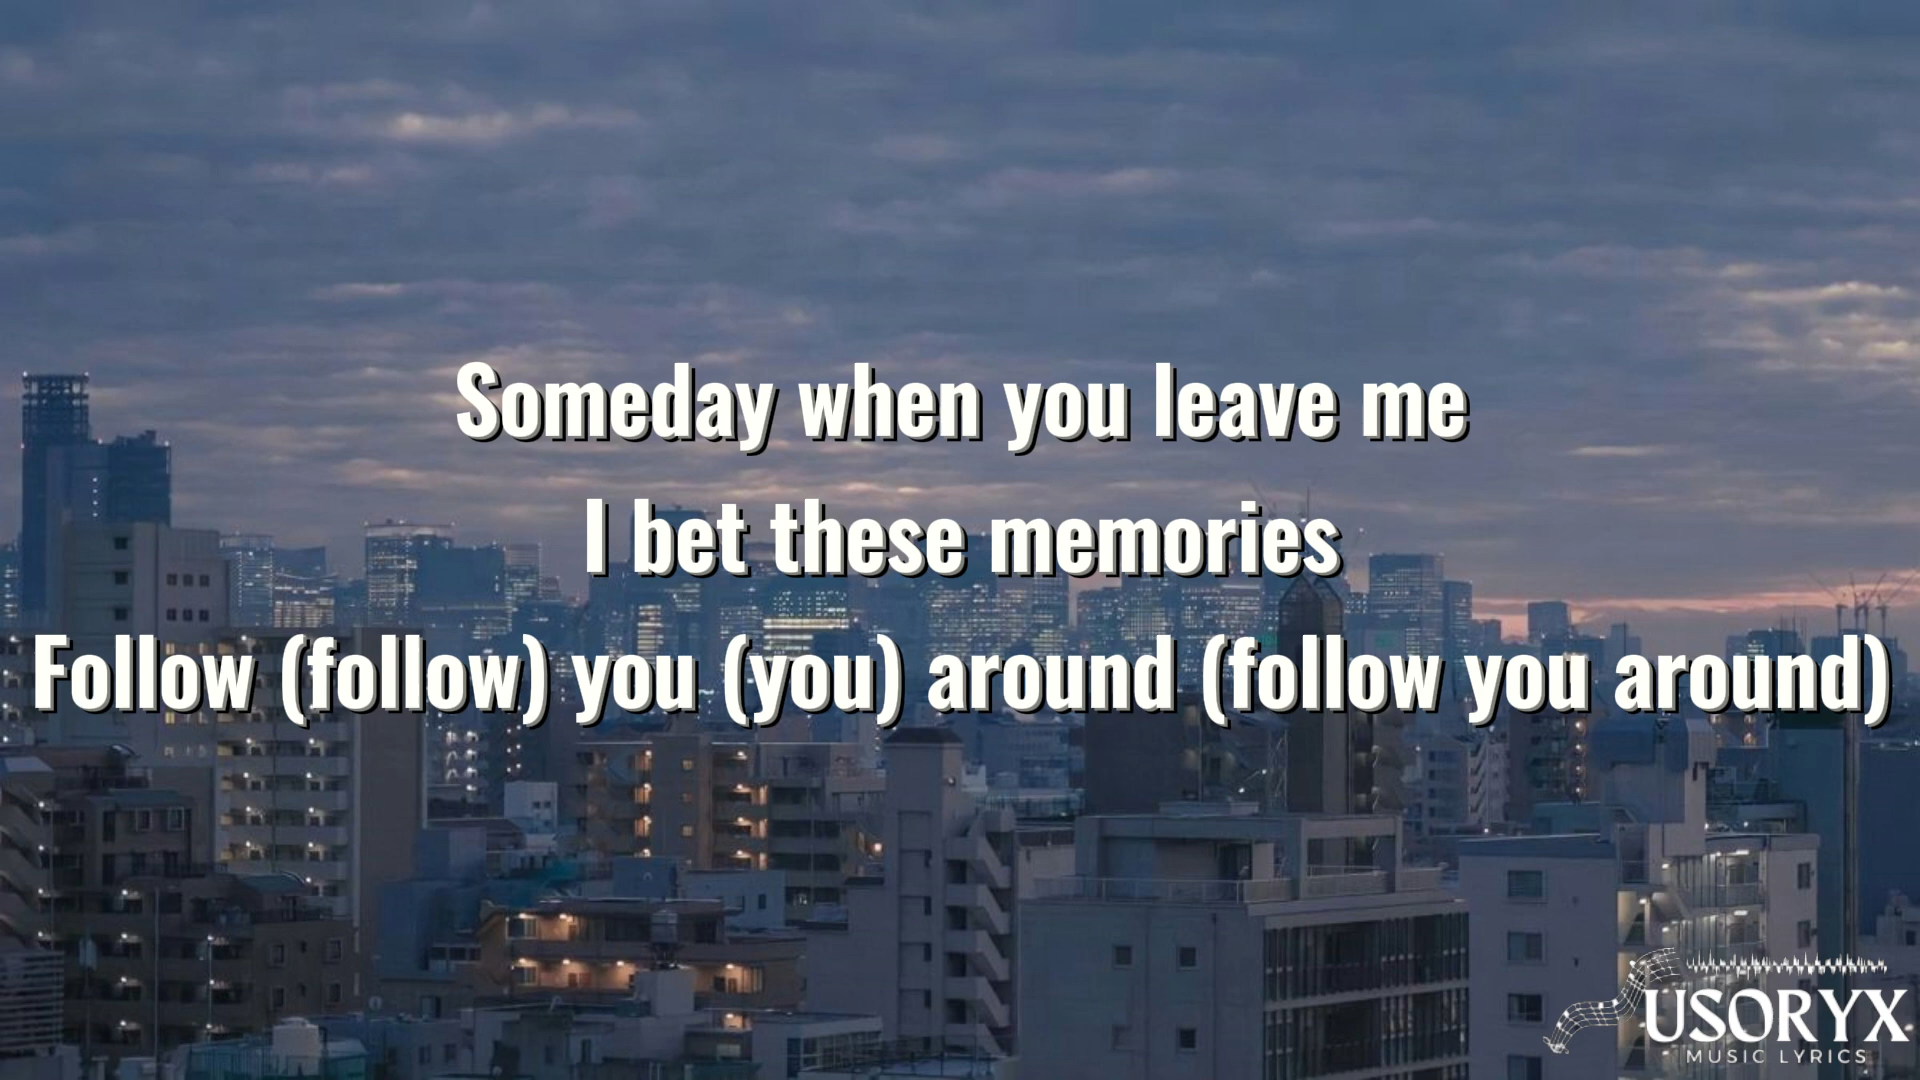 Someday when you leave me
I bet these memories
Follow (follow) you (you) around (follow you around)
USORYX
MUSIC LYRICS